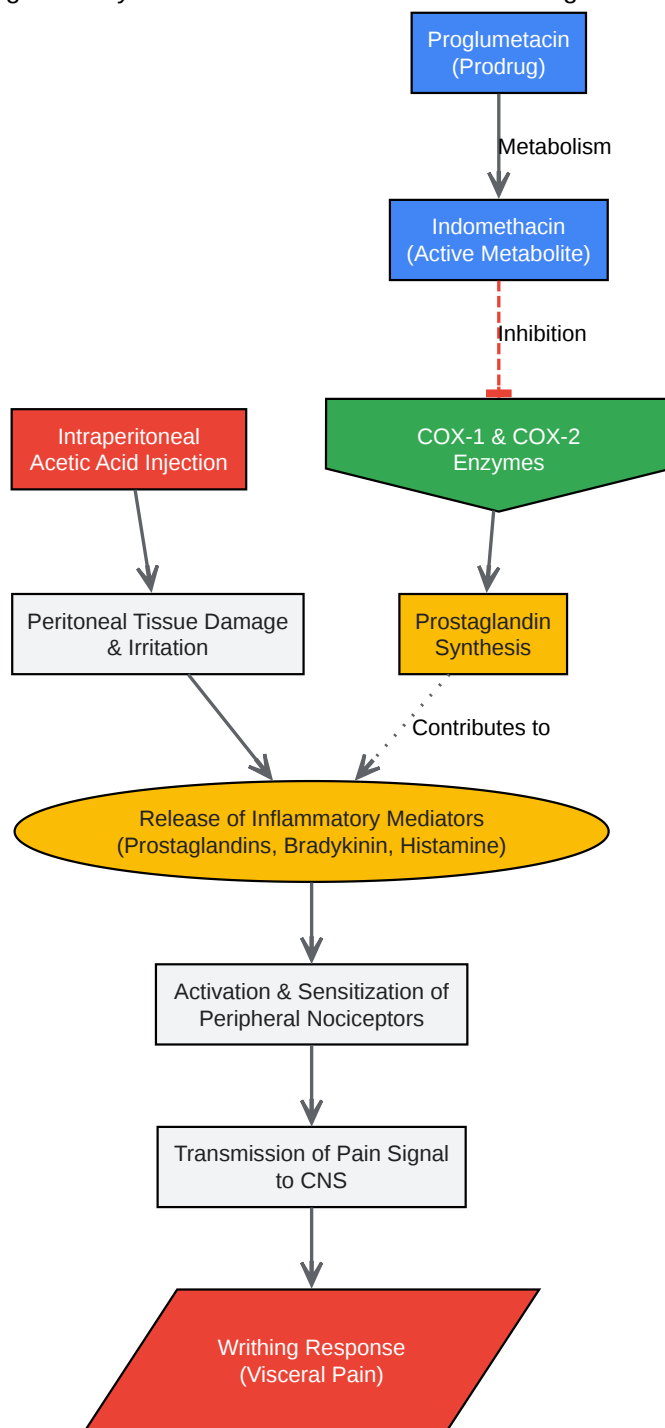 Proglumetacin
(Prodrug)
Metabolism
Indomethacin
(Active Metabolite)
Inhibition
Intraperitoneal
Acetic Acid Injection
COX-1 & COX-2
Enzymes
Peritoneal Tissue Damage
& Irritation
Prostaglandin
Synthesis
Contributes to
Release of Inflammatory Mediators
(Prostaglandins, Bradykinin, Histamine)
Activation & Sensitization of
Peripheral Nociceptors
Transmission of Pain Signal
to CNS
Writhing Response
(Visceral Pain)